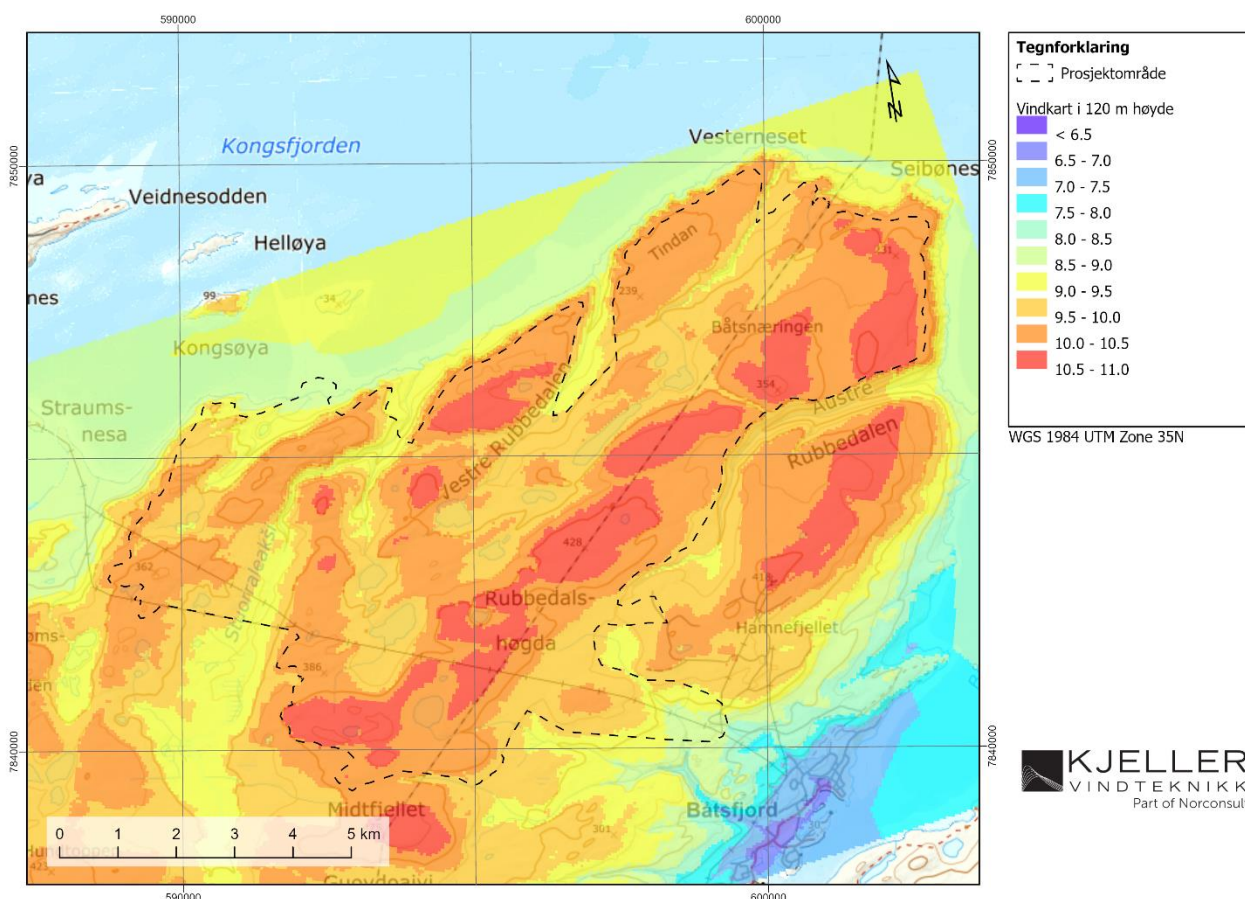 590000
600000
Kongsfjorden
Vesterneset
7850000
7850000
Seibønes
Veidnesodden
Helløya
nes
Tindan
31
99
34
239
Kongsøya
Båtsnæringen
354
Straums-
nesa
Austre
Rubbedalen
Vestre Rubbedalen
428
362
418
Rubbedals-
høgda
Hamnefjellet
386
7840000
7840000
Midtfjellet
Båtsfjord
301
0 1 2 3 4 5 km
590000
600000
Tegnforklaring
Prosjektområde
Vindkart i 120 m høyde
< 6.5
6.5 - 7.0
7.0 - 7.5
7.5 - 8.0
8.0 - 8.5
8.5 - 9.0
9.0 - 9.5
9.5 - 10.0
10.0 - 10.5
10.5 - 11.0
WGS 1984 UTM Zone 35N
N
KJELLER
VINDTEKNIKK
Part of Norconsult